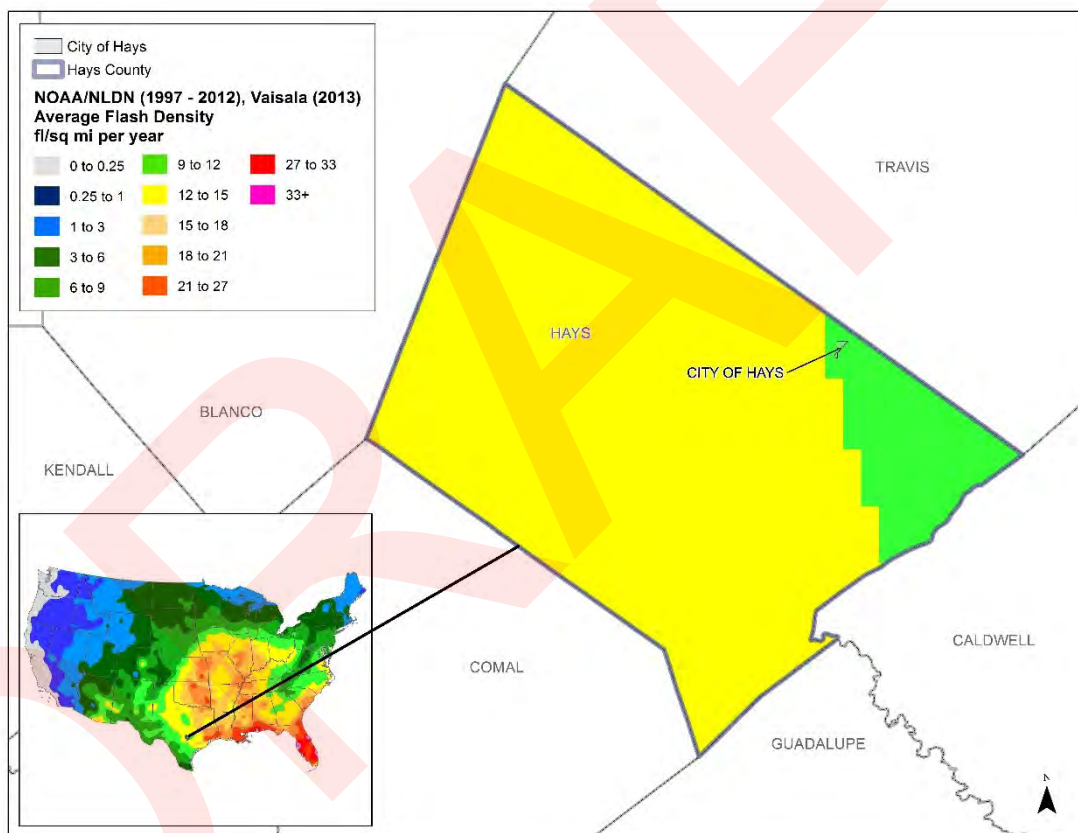 City of Hays
Hays County
NOAA/NLDN (1997 - 2012), Vaisala (2013)
Average Flash Density
fl/sq mi per year
0 to 0.25
0.25 to 1
1 to 3
3 to 6
6 to 9
9 to 12
12 to 15
15 to 18
18 to 21
21 to 27
27 to 33
33+
TRAVIS
HAYS
CITY OF HAYS
BLANCO
KENDALL
COMAL
CALDWELL
GUADALUPE
N
DRAFT